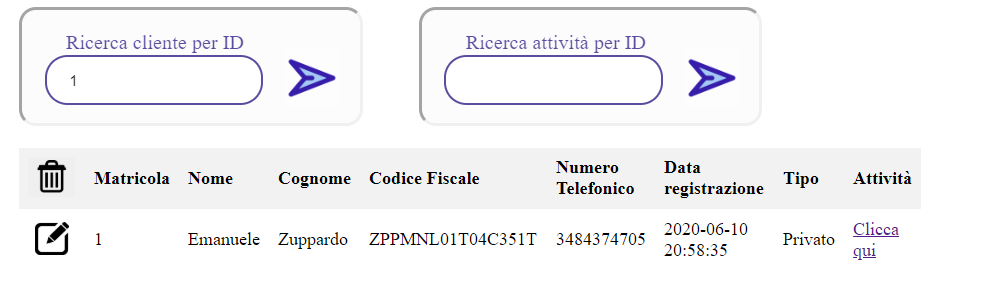 Ricerca cliente per ID
Ricerca attività per ID
1
Matricola Nome Cognome Codice Fiscale Numero Telefonico Data registrazione Tipo Attività
1 Emanuele Zuppardo ZPPMNL01T04C351T 3484374705 2020-06-10 20:58:35 Privato Clicca qui